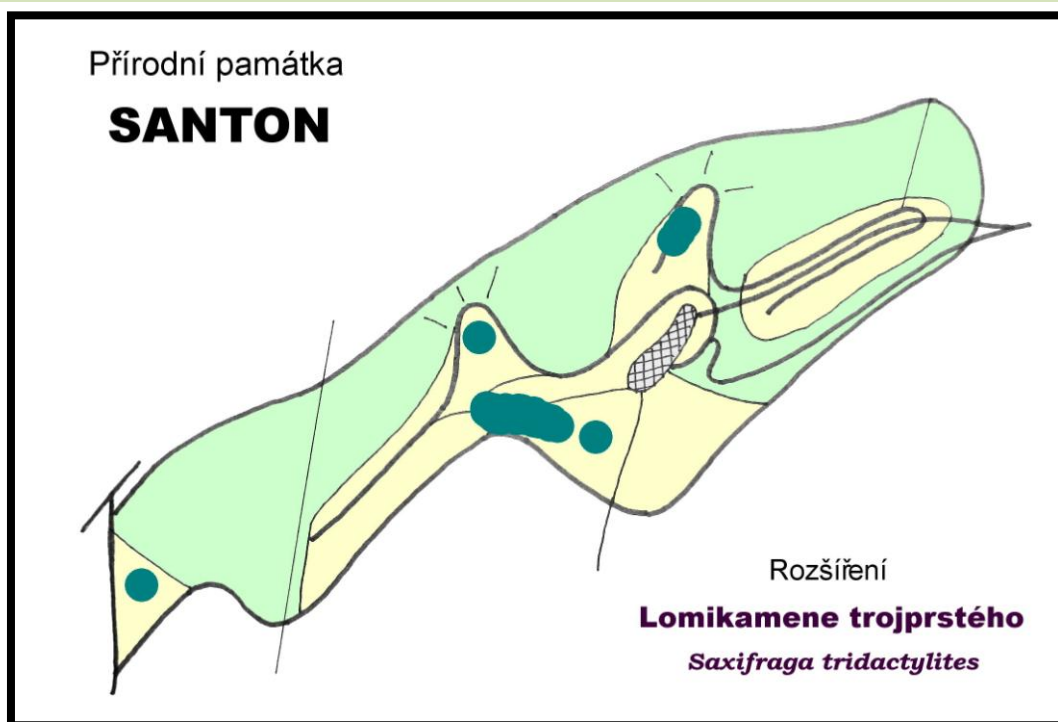 Přírodní památka
SANTON
Rozšíření
Lomikamene trojprstého
Saxifraga tridactylites